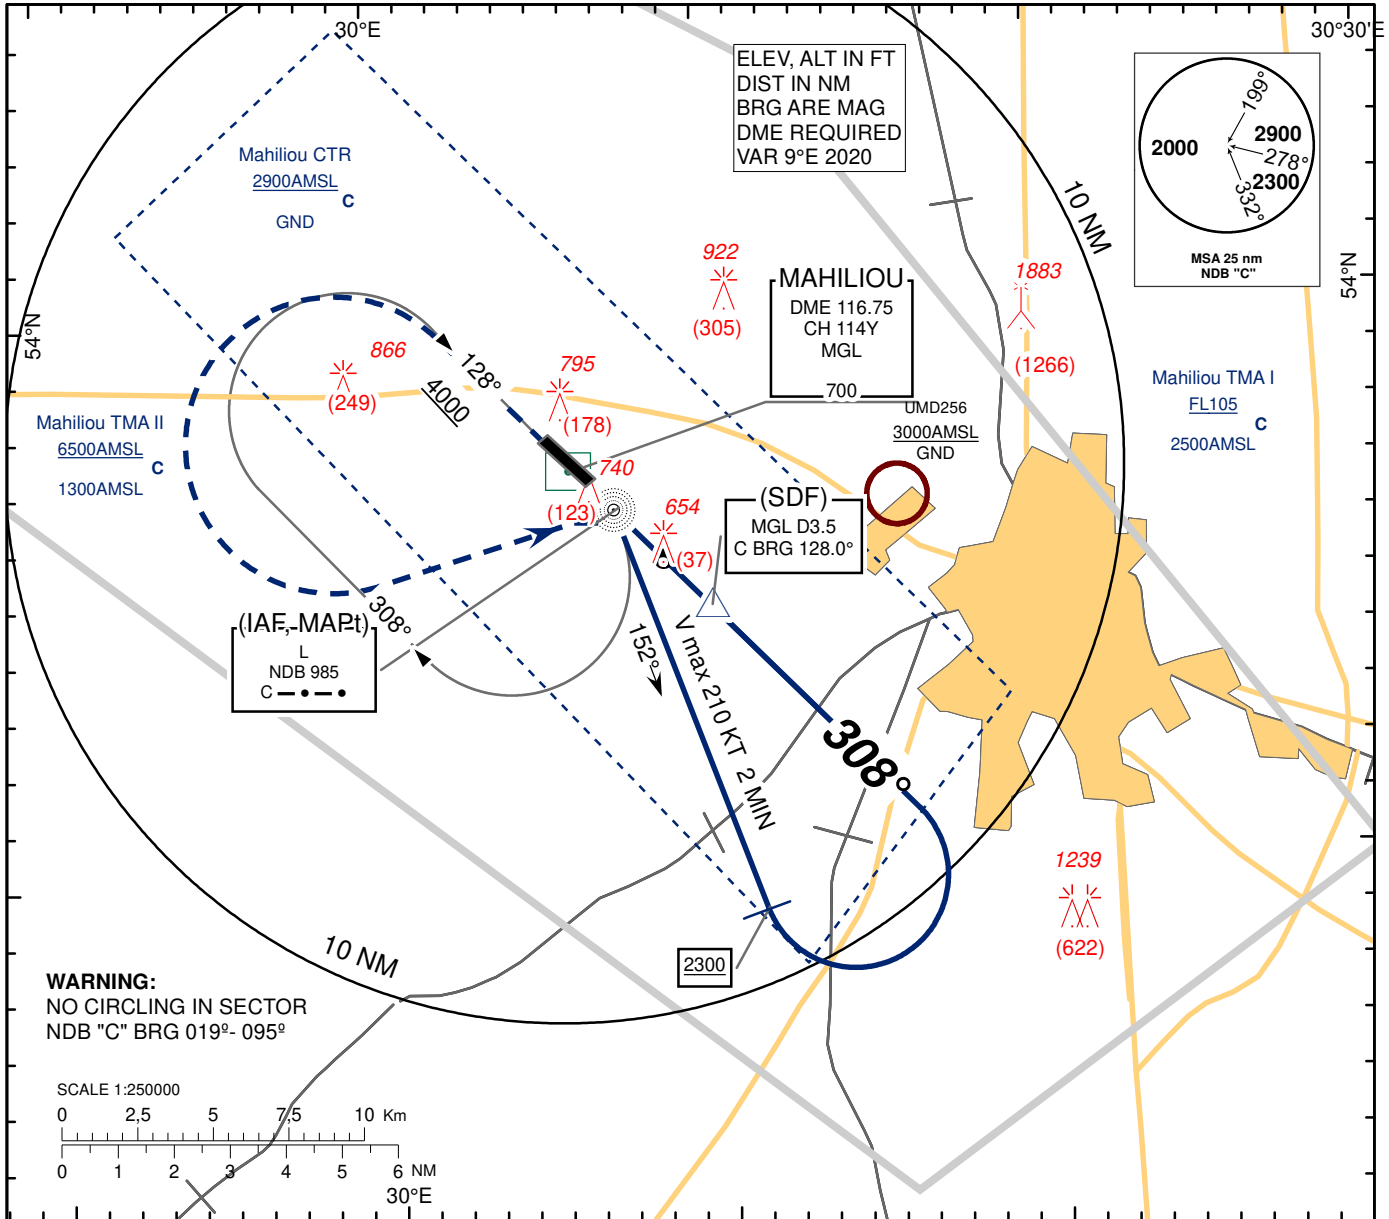 30°E
30°30'E
ELEV, ALT IN FT
DIST IN NM
BRG ARE MAG
DME REQUIRED
VAR 9°E 2020
199°
2900
2000
278°
2300
332°
MSA 25 nm
NDB "C"
Mahiliou CTR
2900AMSL
C
GND
10 NM
54°N
922
(305)
MAHILIOU
DME 116.75
CH 114Y
MGL
700
1883
(1266)
54°N
866
(249)
128°
4000
795
(178)
Mahiliou TMA I
FL105
C
2500AMSL
UMD256
3000AMSL
GND
Mahiliou TMA II
6500AMSL
C
1300AMSL
740
(123)
654
(37)
(SDF)
MGL D3.5
C BRG 128.0°
308°
(IAF, MAPt)
L
NDB 985
C
152°
V max 210 KT 2 MIN
308°
1239
(622)
2300
10 NM
WARNING:
NO CIRCLING IN SECTOR
NDB "C" BRG 019º- 095º
SCALE 1:250000
0 2,5 5 7,5 10 Km
0 1 2 3 4 5 6 NM
30°E